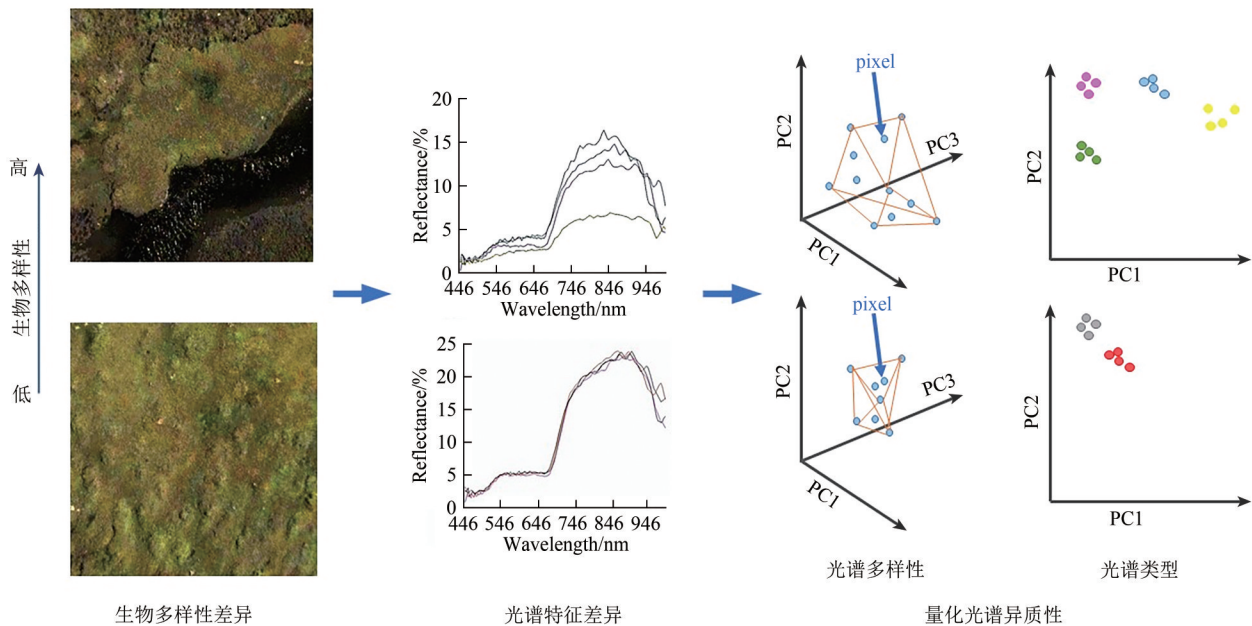 高
生物多样性
低
20
15
10
5
0
Reflectance/%
446 546 646 746 846 946
Wavelength/nm
25
20
15
10
5
0
Reflectance/%
446 546 646 746 846 946
Wavelength/nm
pixel
PC2
PC3
PC1
PC2
PC1
pixel
PC2
PC3
PC1
PC2
PC1
光谱多样性
光谱类型
生物多样性差异
光谱特征差异
量化光谱异质性